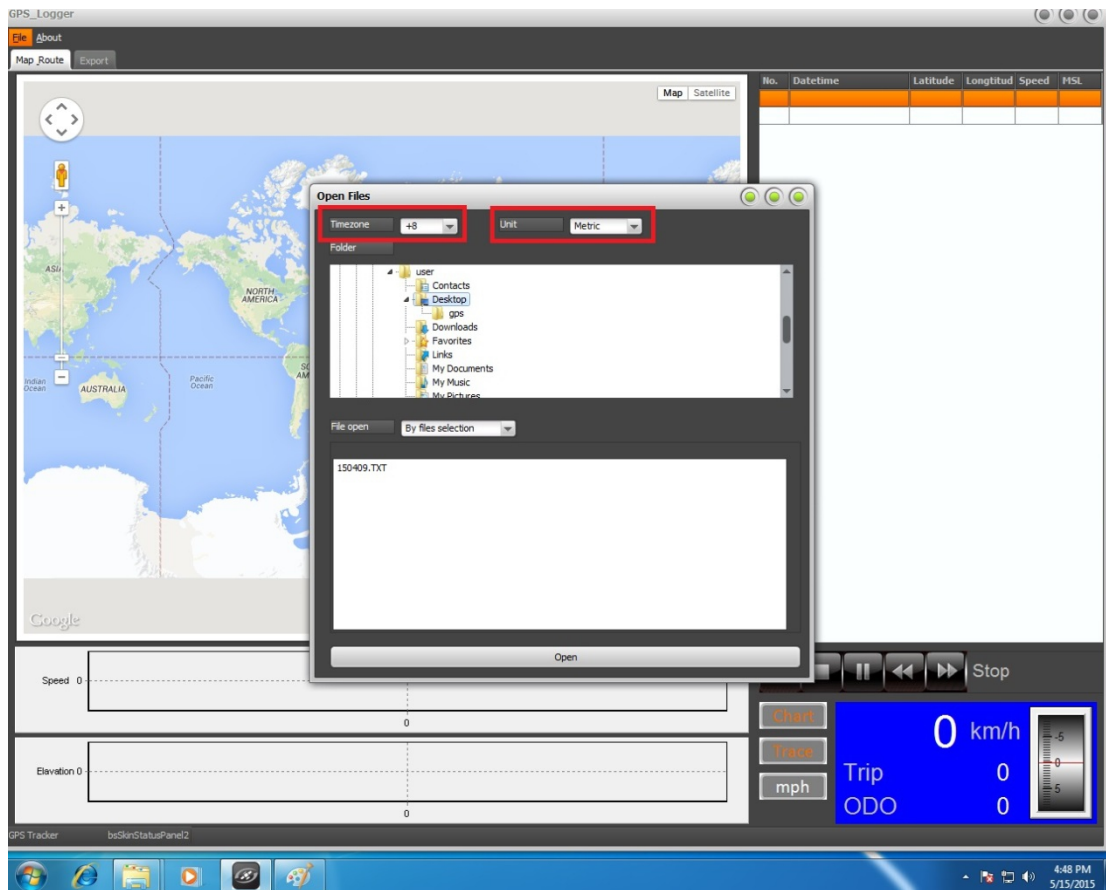 GPS_Logger
File About
Map_Route Export
Map Satellite
No. Datetime Latitude Longtitud Speed MSL
Open Files
Timezone +8 Unit Metric
Folder
user
Contacts
Desktop
gps
Downloads
Favorites
Links
My Documents
My Music
My Pictures
File open By files selection
150409.TXT
Open
NORTH
AMERICA
Pacific
Ocean
Indian
Ocean
AUSTRALIA
Google
Speed 0
0
Elavation 0
0
Stop
Chart
Trace
mph
0 km/h
Trip 0
ODO 0
-5
0
5
GPS Tracker bsSkinStatusPanel2
4:48 PM
5/15/2015